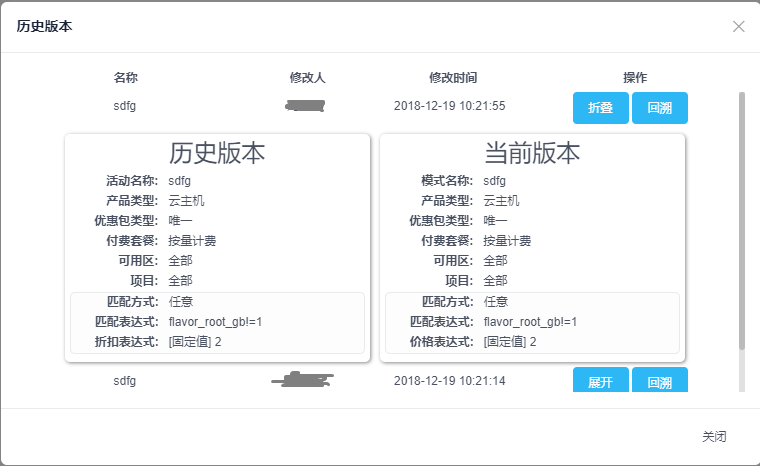 历史版本
名称 修改人 修改时间 操作
sdfg 2018-12-19 10:21:55 折叠 回溯
历史版本
活动名称: sdfg
产品类型: 云主机
优惠包类型: 唯一
付费套餐: 按量计费
可用区: 全部
项目: 全部
匹配方式: 任意
匹配表达式: flavor_root_gb!=1
折扣表达式: [固定值] 2
当前版本
模式名称: sdfg
产品类型: 云主机
优惠包类型: 唯一
付费套餐: 按量计费
可用区: 全部
项目: 全部
匹配方式: 任意
匹配表达式: flavor_root_gb!=1
价格表达式: [固定值] 2
sdfg 2018-12-19 10:21:14 展开 回溯
关闭